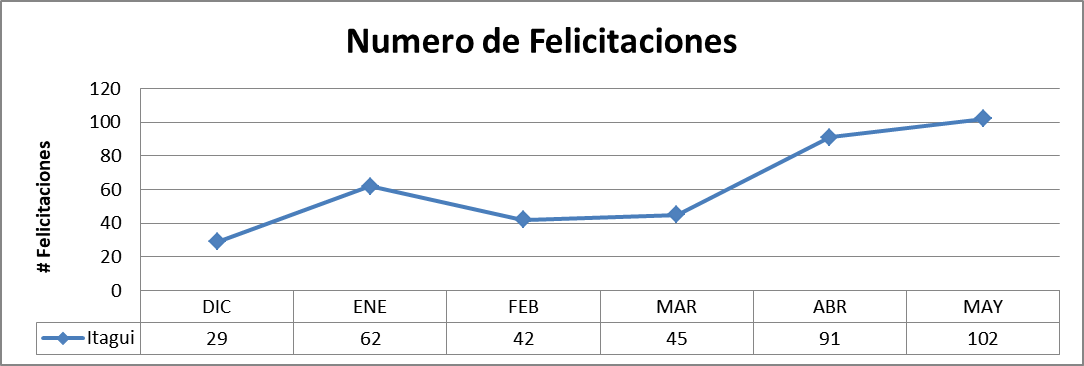 Numero de Felicitaciones
# Felicitaciones
120
100
80
60
40
20
0
DIC ENE FEB MAR ABR MAY
Itagui 29 62 42 45 91 102